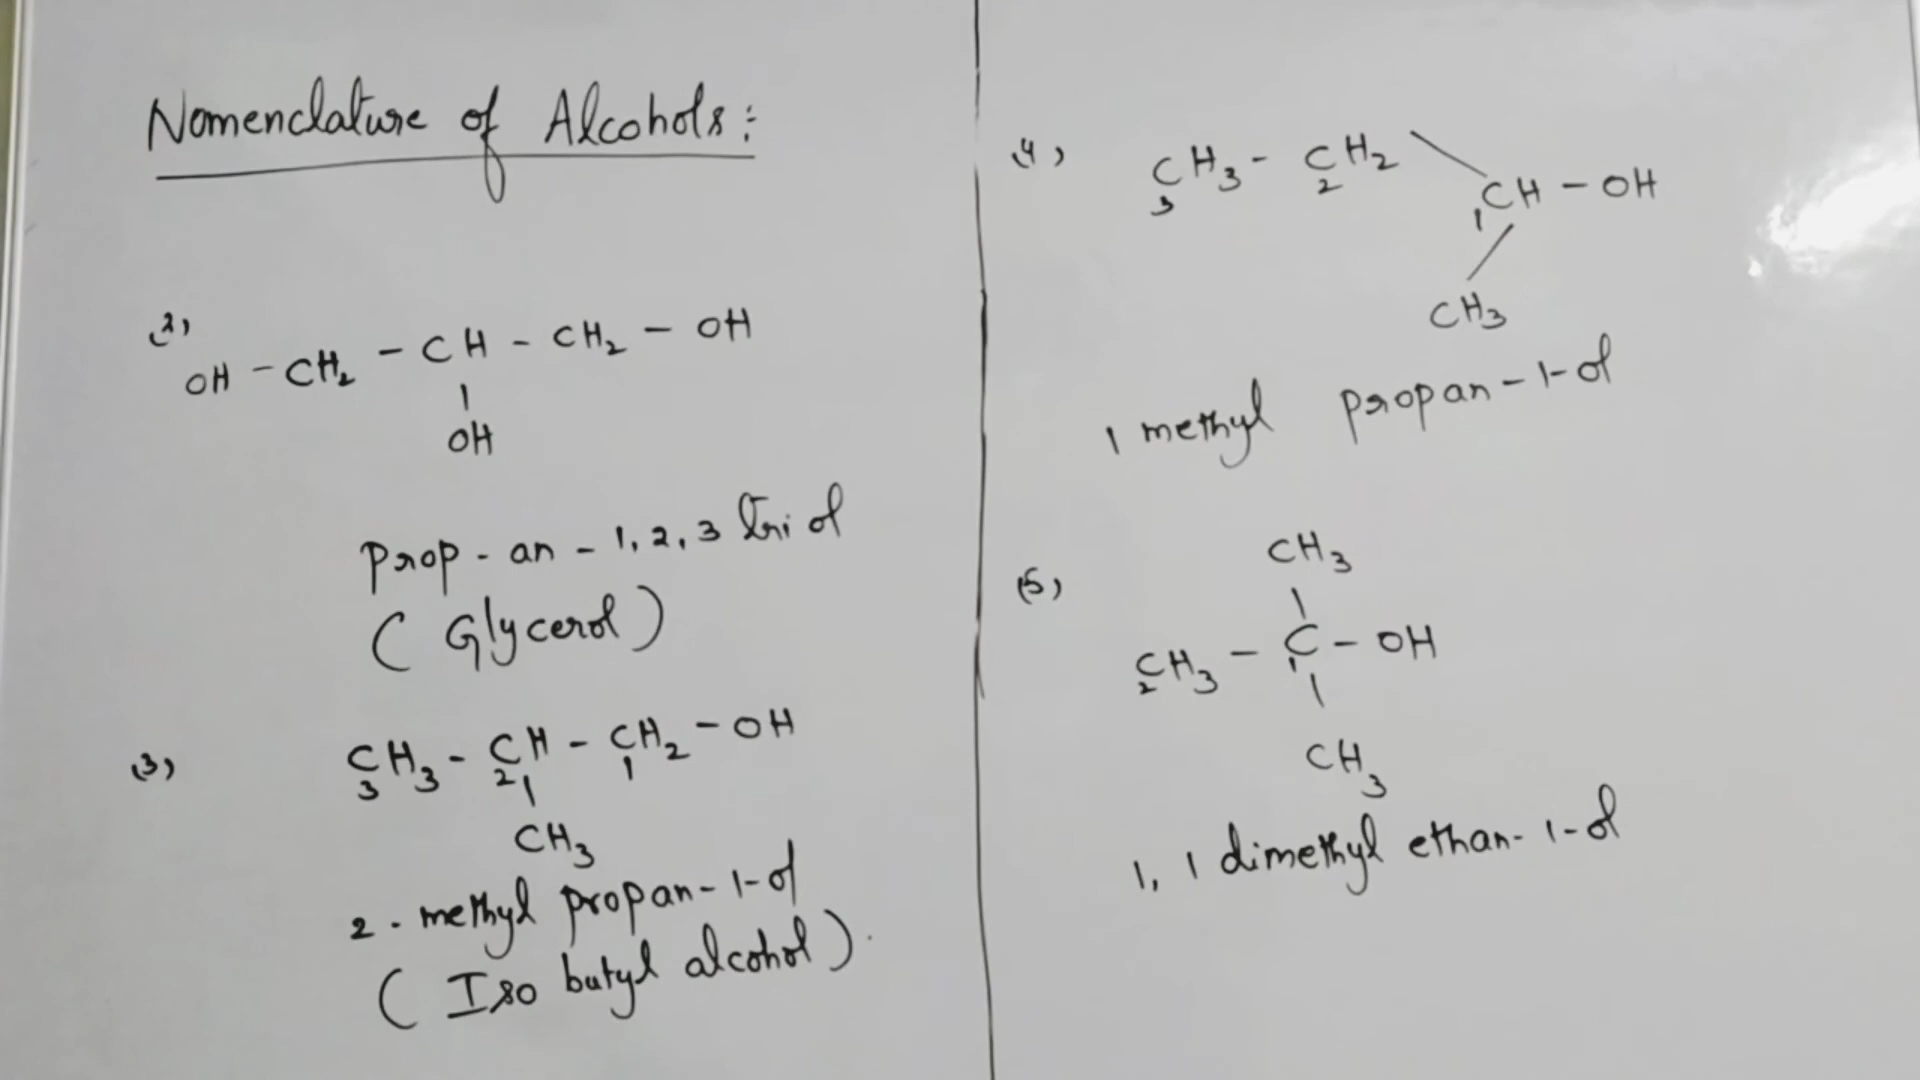 Nomenclature of Alcohols:
(2)
OH - CH2 - CH - CH2 - OH
OH
Prop - an - 1, 2, 3 tri ol
(Glycerol)
(3)
CH3 - CH - CH2 - OH
3 2 1
CH3
2 - methyl propan - 1-ol
(Iso butyl alcohol).
(4)
CH3 - CH2
3 2
CH - OH
1
CH3
1 methyl propan - 1-ol
(5)
CH3
CH3 - C - OH
2 1
CH3
1, 1 dimethyl ethan - 1-ol